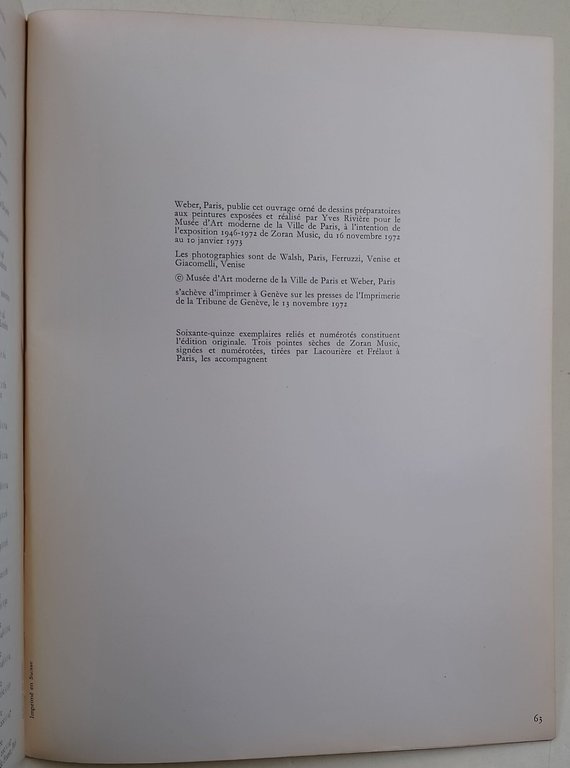 Weber, Paris, publie cet ouvrage orné de dessins préparatoires
aux peintures exposées et réalisé par Yves Rivière pour le
Musée d'Art moderne de la Ville de Paris, à l'intention de
l'exposition 1946-1972 de Zoran Music, du 16 novembre 1972
au 10 janvier 1973
Les photographies sont de Walsh, Paris, Ferruzzi, Venise et
Giacomelli, Venise
© Musée d'Art moderne de la Ville de Paris et Weber, Paris
s'achève d'imprimer à Genève sur les presses de l'Imprimerie
de la Tribune de Genève, le 13 novembre 1972
Soixante-quinze exemplaires reliés et numérotés constituent
l'édition originale. Trois pointes sèches de Zoran Music,
signées et numérotées, tirées par Lacourière et Frélaut à
Paris, les accompagnent
Imprimé en Suisse
63